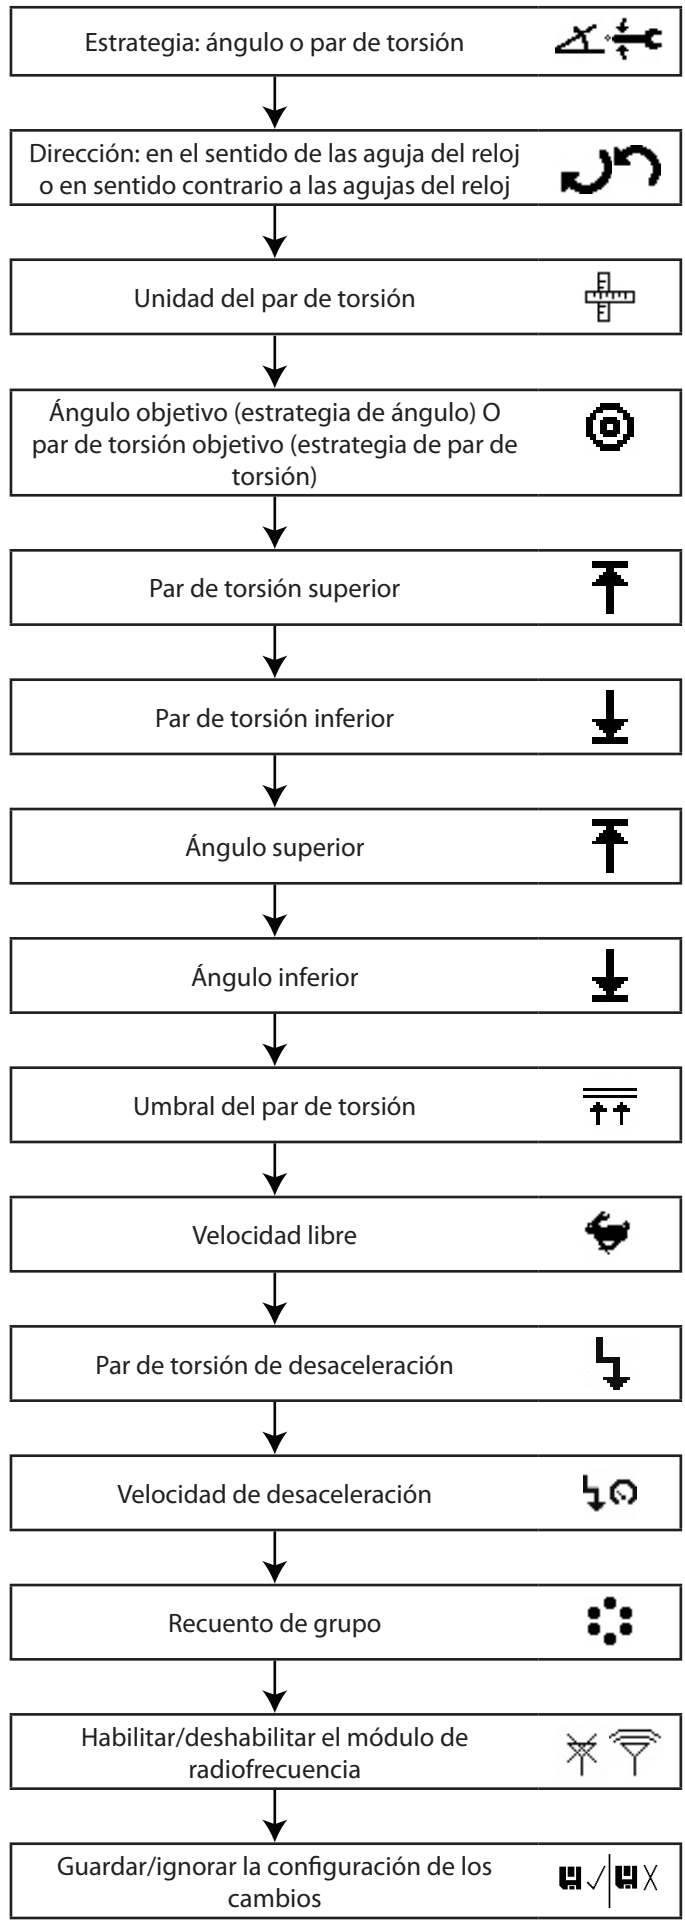 Estrategia: ángulo o par de torsión
Dirección: en el sentido de las aguja del reloj
o en sentido contrario a las agujas del reloj
Unidad del par de torsión
Ángulo objetivo (estrategia de ángulo) O
par de torsión objetivo (estrategia de par de
torsión)
Par de torsión superior
Par de torsión inferior
Ángulo superior
Ángulo inferior
Umbral del par de torsión
Velocidad libre
Par de torsión de desaceleración
Velocidad de desaceleración
Recuento de grupo
Habilitar/deshabilitar el módulo de
radiofrecuencia
Guardar/ignorar la configuración de los
cambios